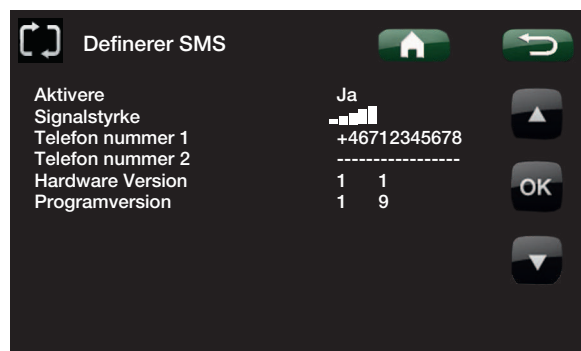 Definerer SMS
Aktivere Ja
Signalstyrke
Telefon nummer 1 +46712345678
Telefon nummer 2 -----------------
Hardware Version 1 1
OK
Programversion 1 9